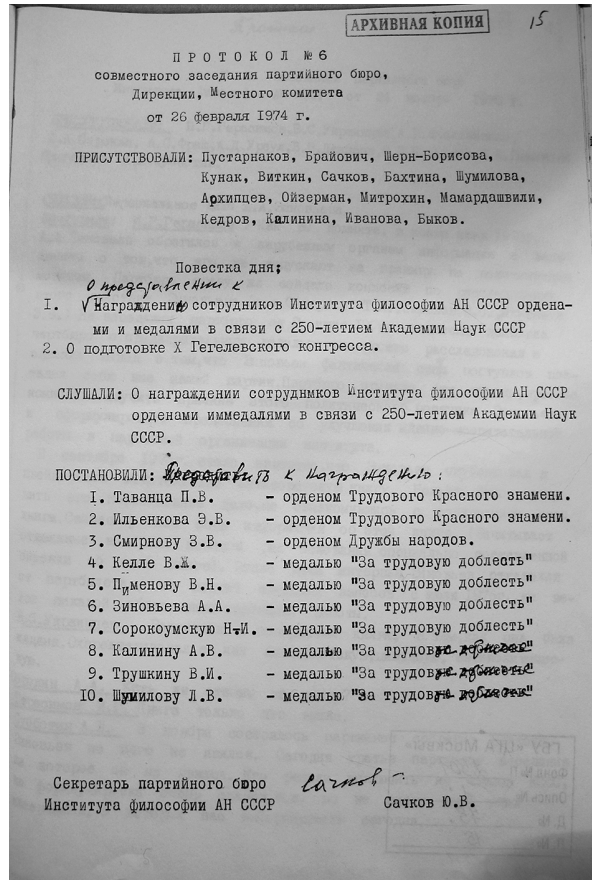 АРХИВНАЯ КОПИЯ
15
ПРОТОКОЛ №6
совместного заседания партийного бюро,
Дирекции, Местного комитета
от 26 февраля 1974 г.
ПРИСУТСТВОВАЛИ: Пустарнаков, Брайович, Шерн-Борисова,
Кунак, Виткин, Сачков, Бахтина, Шумилова,
Архипцев, Ойзерман, Митрохин, Мамардашвили,
Кедров, Калинина, Иванова, Быков.
Повестка дня;
О представлении к
I. Награждению сотрудников Института философии АН СССР ордена-
ми и медалями в связи с 250-летием Академии Наук СССР
2. О подготовке X Гегелевского конгресса.
СЛУШАЛИ: О награждении сотруднмков Института философии АН СССР
орденами иммедалями в связи с 250-летием Академии Наук
СССР.
ПОСТАНОВИЛИ: Представить к награждению:
I. Таванца П.В. – орденом Трудового Красного знамени.
2. Ильенкова Э.В. – орденом Трудового Красного знамени.
3. Смирнову З.В. – орденом Дружбы народов.
4. Келле В.Ж. – медалью "За трудовую доблесть"
5. Пименову В.Н. – медалью "За трудовую доблесть"
6. Зиновьева А.А. – медалью "За трудовую доблесть"
7. Сорокоумскую Н.И. – медалью "За трудовую доблесть"
8. Калинину А.В. – медалью "За трудовую доблесть"
9. Трушкину В.И. – медалью "За трудовую доблесть"
10. Шумилову Л.В. – медалью "За трудовую доблесть"
Секретарь партийного бюро Сачков
Института философии АН СССР Сачков Ю.В.